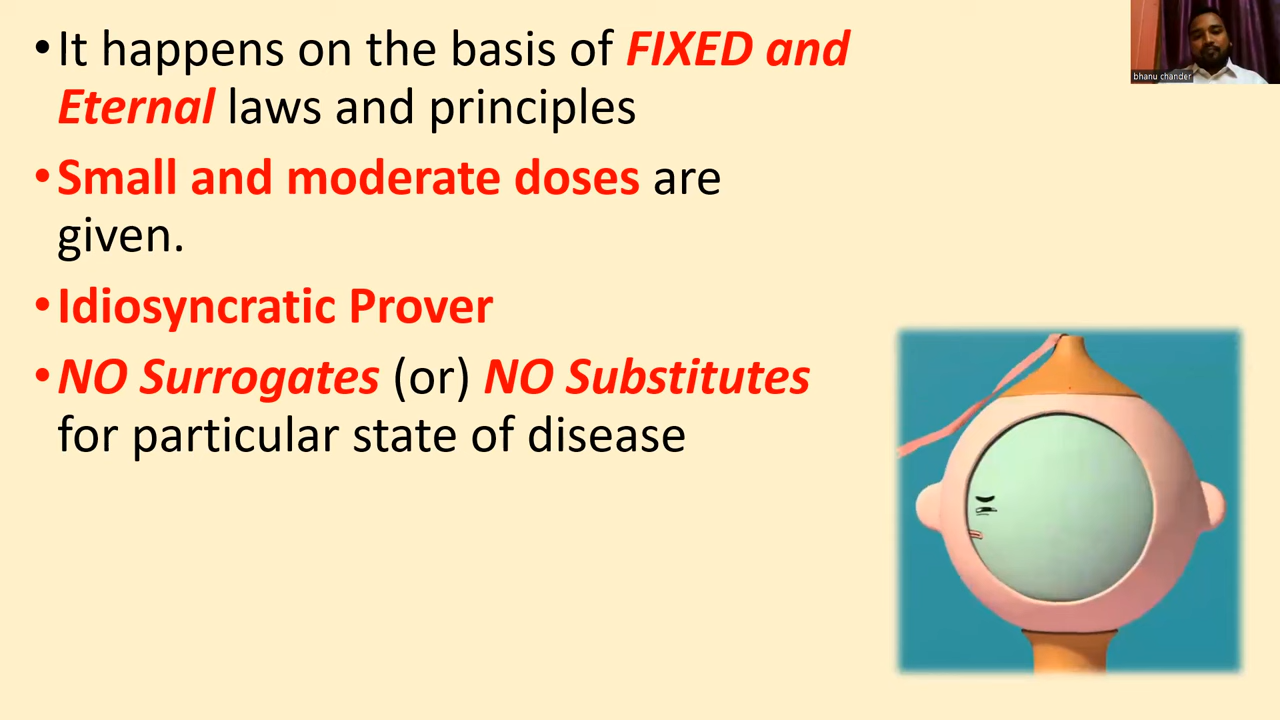 •It happens on the basis of FIXED and
Eternal laws and principles
•Small and moderate doses are
given.
•Idiosyncratic Prover
•NO Surrogates (or) NO Substitutes
for particular state of disease
bhanu chander